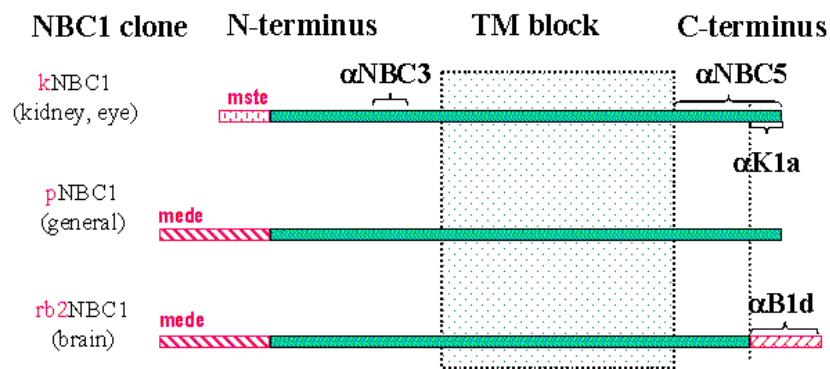 NBC1 clone N-terminus TM block C-terminus
kNBC1
(kidney, eye)
mste
αNBC3
αNBC5
αK1a
pNBC1
(general)
mede
rb2NBC1
(brain)
mede
αB1d